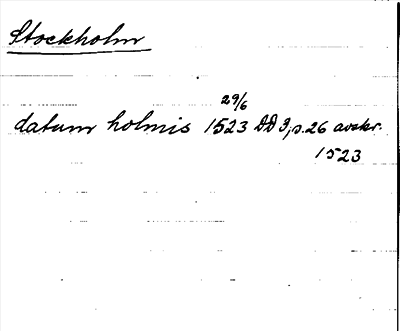 Stockholm
29/6
datum holmis 1523 DD 3, s. 26 avskr.
1523